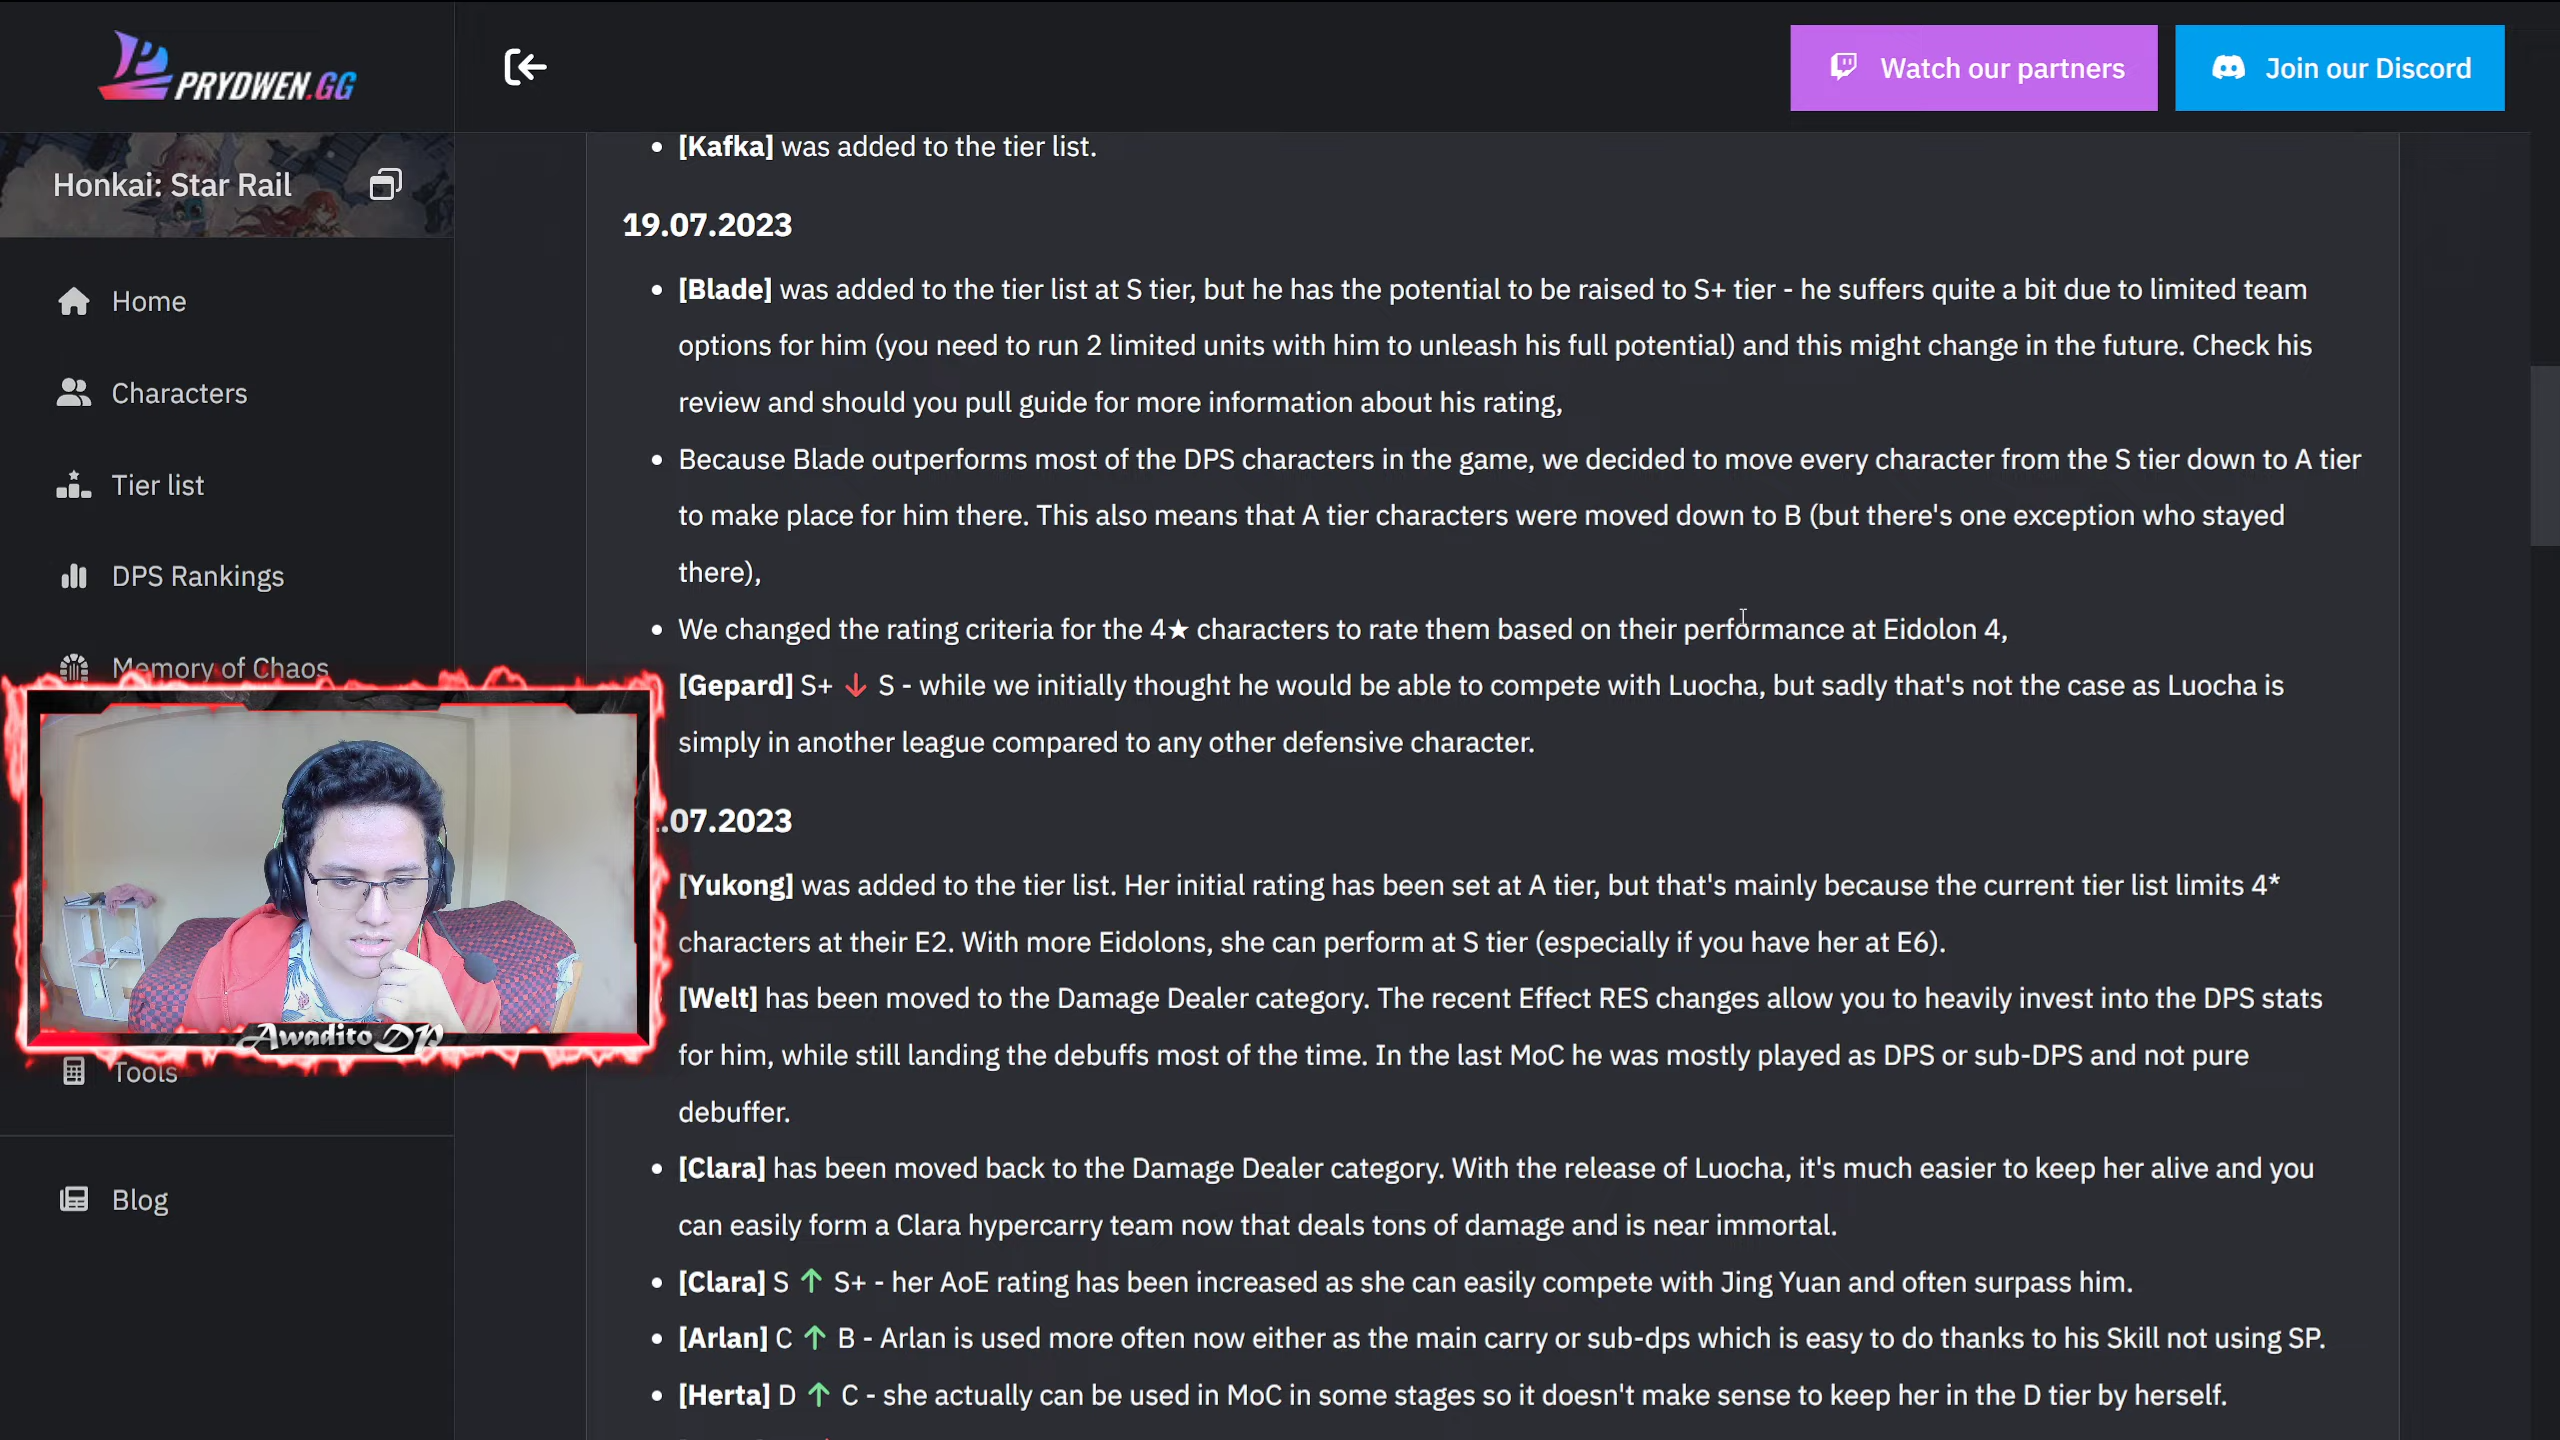 PRYDWEN.GG
Watch our partners
Join our Discord
Honkai: Star Rail
Home
Characters
Tier list
DPS Rankings
Memory of Chaos
Tools
Blog
• [Kafka] was added to the tier list.
19.07.2023
• [Blade] was added to the tier list at S tier, but he has the potential to be raised to S+ tier - he suffers quite a bit due to limited team
options for him (you need to run 2 limited units with him to unleash his full potential) and this might change in the future. Check his
review and should you pull guide for more information about his rating,
• Because Blade outperforms most of the DPS characters in the game, we decided to move every character from the S tier down to A tier
to make place for him there. This also means that A tier characters were moved down to B (but there's one exception who stayed
there),
• We changed the rating criteria for the 4★ characters to rate them based on their performance at Eidolon 4,
[Gepard] S+ ↓ S - while we initially thought he would be able to compete with Luocha, but sadly that's not the case as Luocha is
simply in another league compared to any other defensive character.
.07.2023
[Yukong] was added to the tier list. Her initial rating has been set at A tier, but that's mainly because the current tier list limits 4*
characters at their E2. With more Eidolons, she can perform at S tier (especially if you have her at E6).
[Welt] has been moved to the Damage Dealer category. The recent Effect RES changes allow you to heavily invest into the DPS stats
for him, while still landing the debuffs most of the time. In the last MoC he was mostly played as DPS or sub-DPS and not pure
debuffer.
• [Clara] has been moved back to the Damage Dealer category. With the release of Luocha, it's much easier to keep her alive and you
can easily form a Clara hypercarry team now that deals tons of damage and is near immortal.
• [Clara] S ↑ S+ - her AoE rating has been increased as she can easily compete with Jing Yuan and often surpass him.
• [Arlan] C ↑ B - Arlan is used more often now either as the main carry or sub-dps which is easy to do thanks to his Skill not using SP.
• [Herta] D ↑ C - she actually can be used in MoC in some stages so it doesn't make sense to keep her in the D tier by herself.
Awadito DP